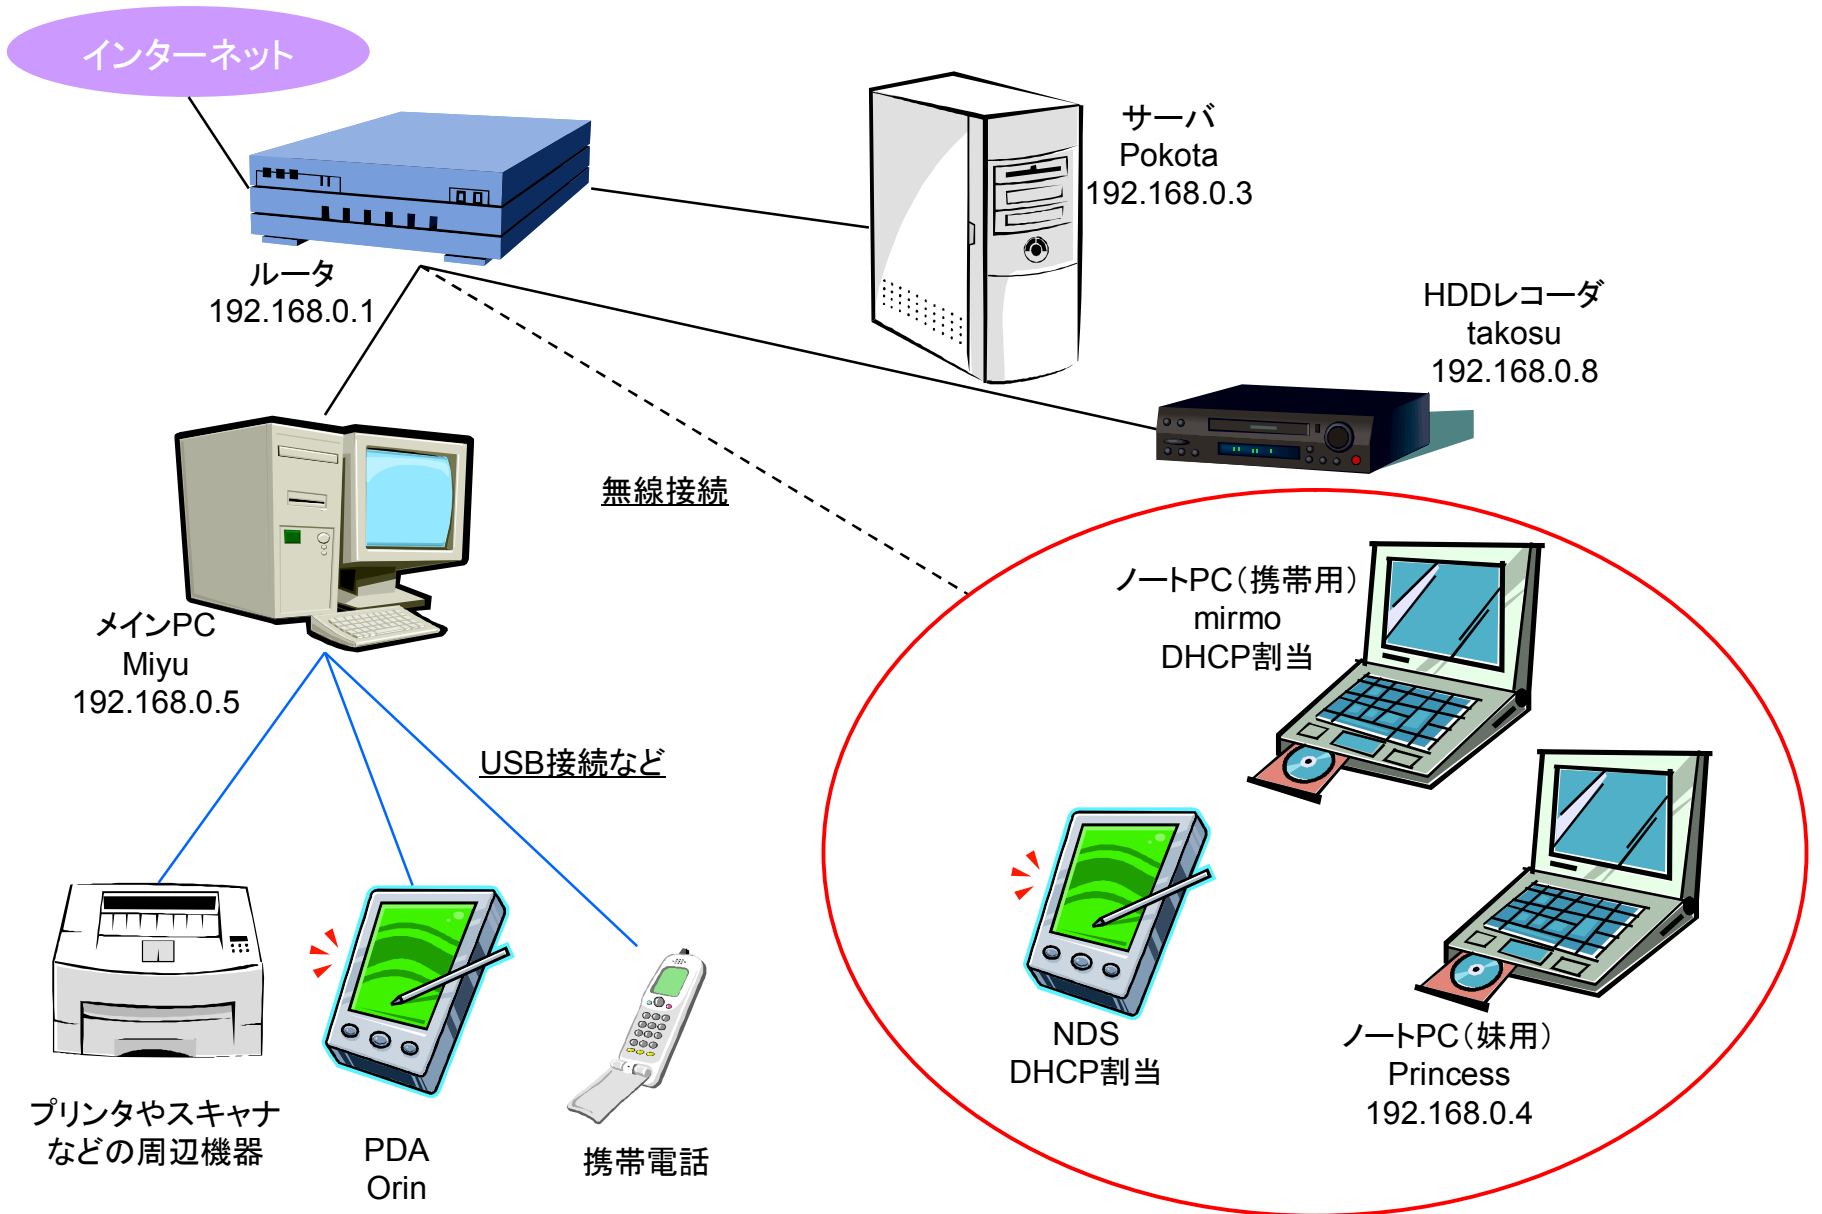 インターネット
サーバ
Pokota
192.168.0.3
ルータ
192.168.0.1
HDDレコーダ
takosu
192.168.0.8
無線接続
ノートPC（携帯用）
mirmo
DHCP割当
メインPC
Miyu
192.168.0.5
USB接続など
NDS
DHCP割当
ノートPC（妹用）
Princess
192.168.0.4
プリンタやスキャナ
などの周辺機器
PDA
Orin
携帯電話